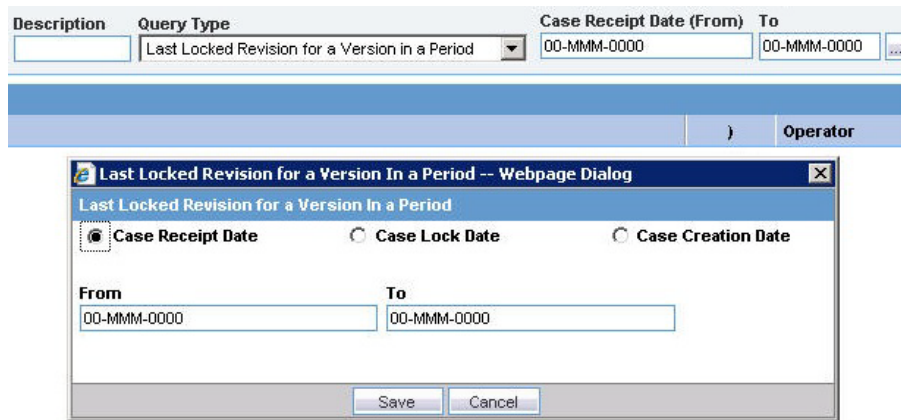 Description Query Type Case Receipt Date (From) To
Last Locked Revision for a Version in a Period 00-MMM-0000 00-MMM-0000 ...
) Operator
Last Locked Revision for a Version In a Period -- Webpage Dialog
Last Locked Revision for a Version In a Period
Case Receipt Date Case Lock Date Case Creation Date
From To
00-MMM-0000 00-MMM-0000
Save Cancel